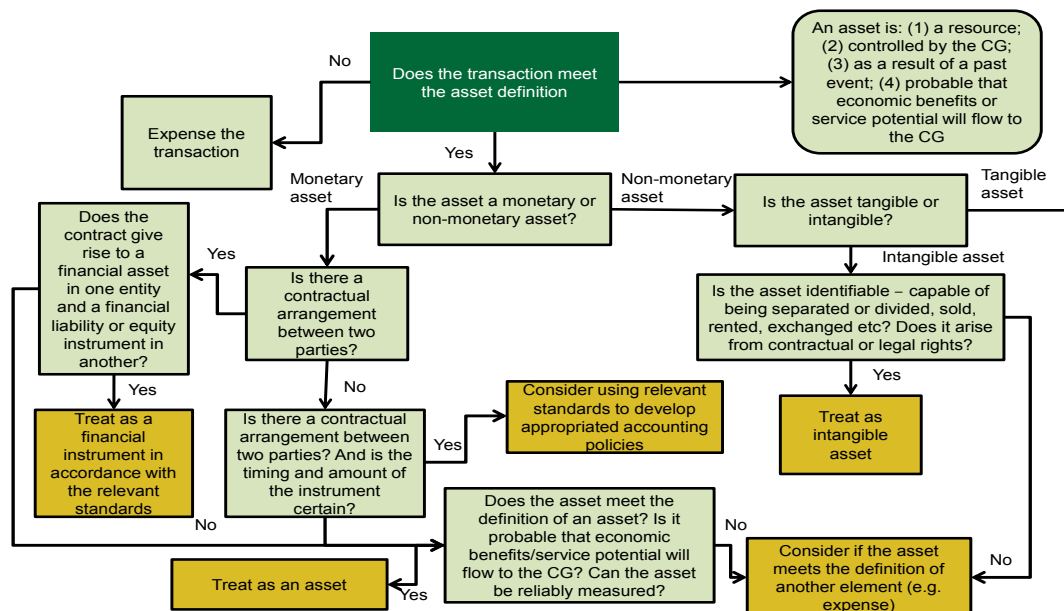 An asset is: (1) a resource;
(2) controlled by the CG;
(3) as a result of a past
event; (4) probable that
economic benefits or
service potential will flow to
the CG
No
Does the transaction meet
the asset definition
Expense the
transaction
Yes
Monetary
asset
Is the asset a monetary or
non-monetary asset?
Non-monetary
asset
Is the asset tangible or
intangible?
Tangible
asset
Does the
contract give
rise to a
financial asset
in one entity
and a financial
liability or equity
instrument in
another?
Yes
Is there a
contractual
arrangement
between two
parties?
Intangible asset
Is the asset identifiable – capable of
being separated or divided, sold,
rented, exchanged etc? Does it arise
from contractual or legal rights?
Yes
No
Yes
Treat as a
financial
instrument in
accordance with
the relevant
standards
Is there a contractual
arrangement between
two parties? And is the
timing and amount of
the instrument
certain?
Yes
Consider using relevant
standards to develop
appropriated accounting
policies
Treat as
intangible
asset
No
Does the asset meet the
definition of an asset? Is it
probable that economic
benefits/service potential will
flow to the CG? Can the asset
be reliably measured?
No
Consider if the asset
meets the definition of
another element (e.g.
expense)
No
Treat as an asset
Yes